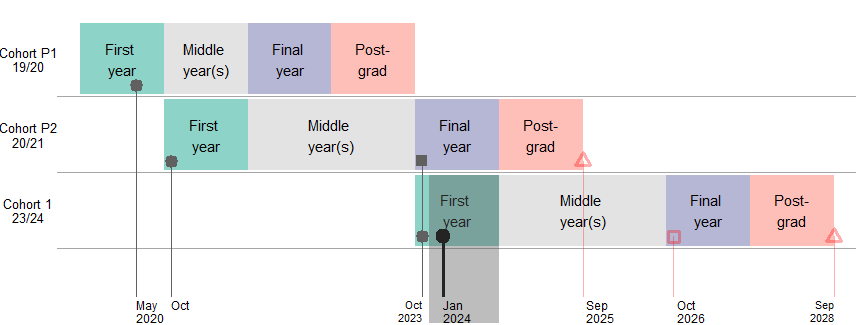 Cohort P1
19/20
First
year
Middle
year(s)
Final
year
Post-
grad
Cohort P2
20/21
First
year
Middle
year(s)
Final
year
Post-
grad
Cohort 1
23/24
First
year
Middle
year(s)
Final
year
Post-
grad
May
2020
Oct
Oct
2023
Jan
2024
Sep
2025
Oct
2026
Sep
2028